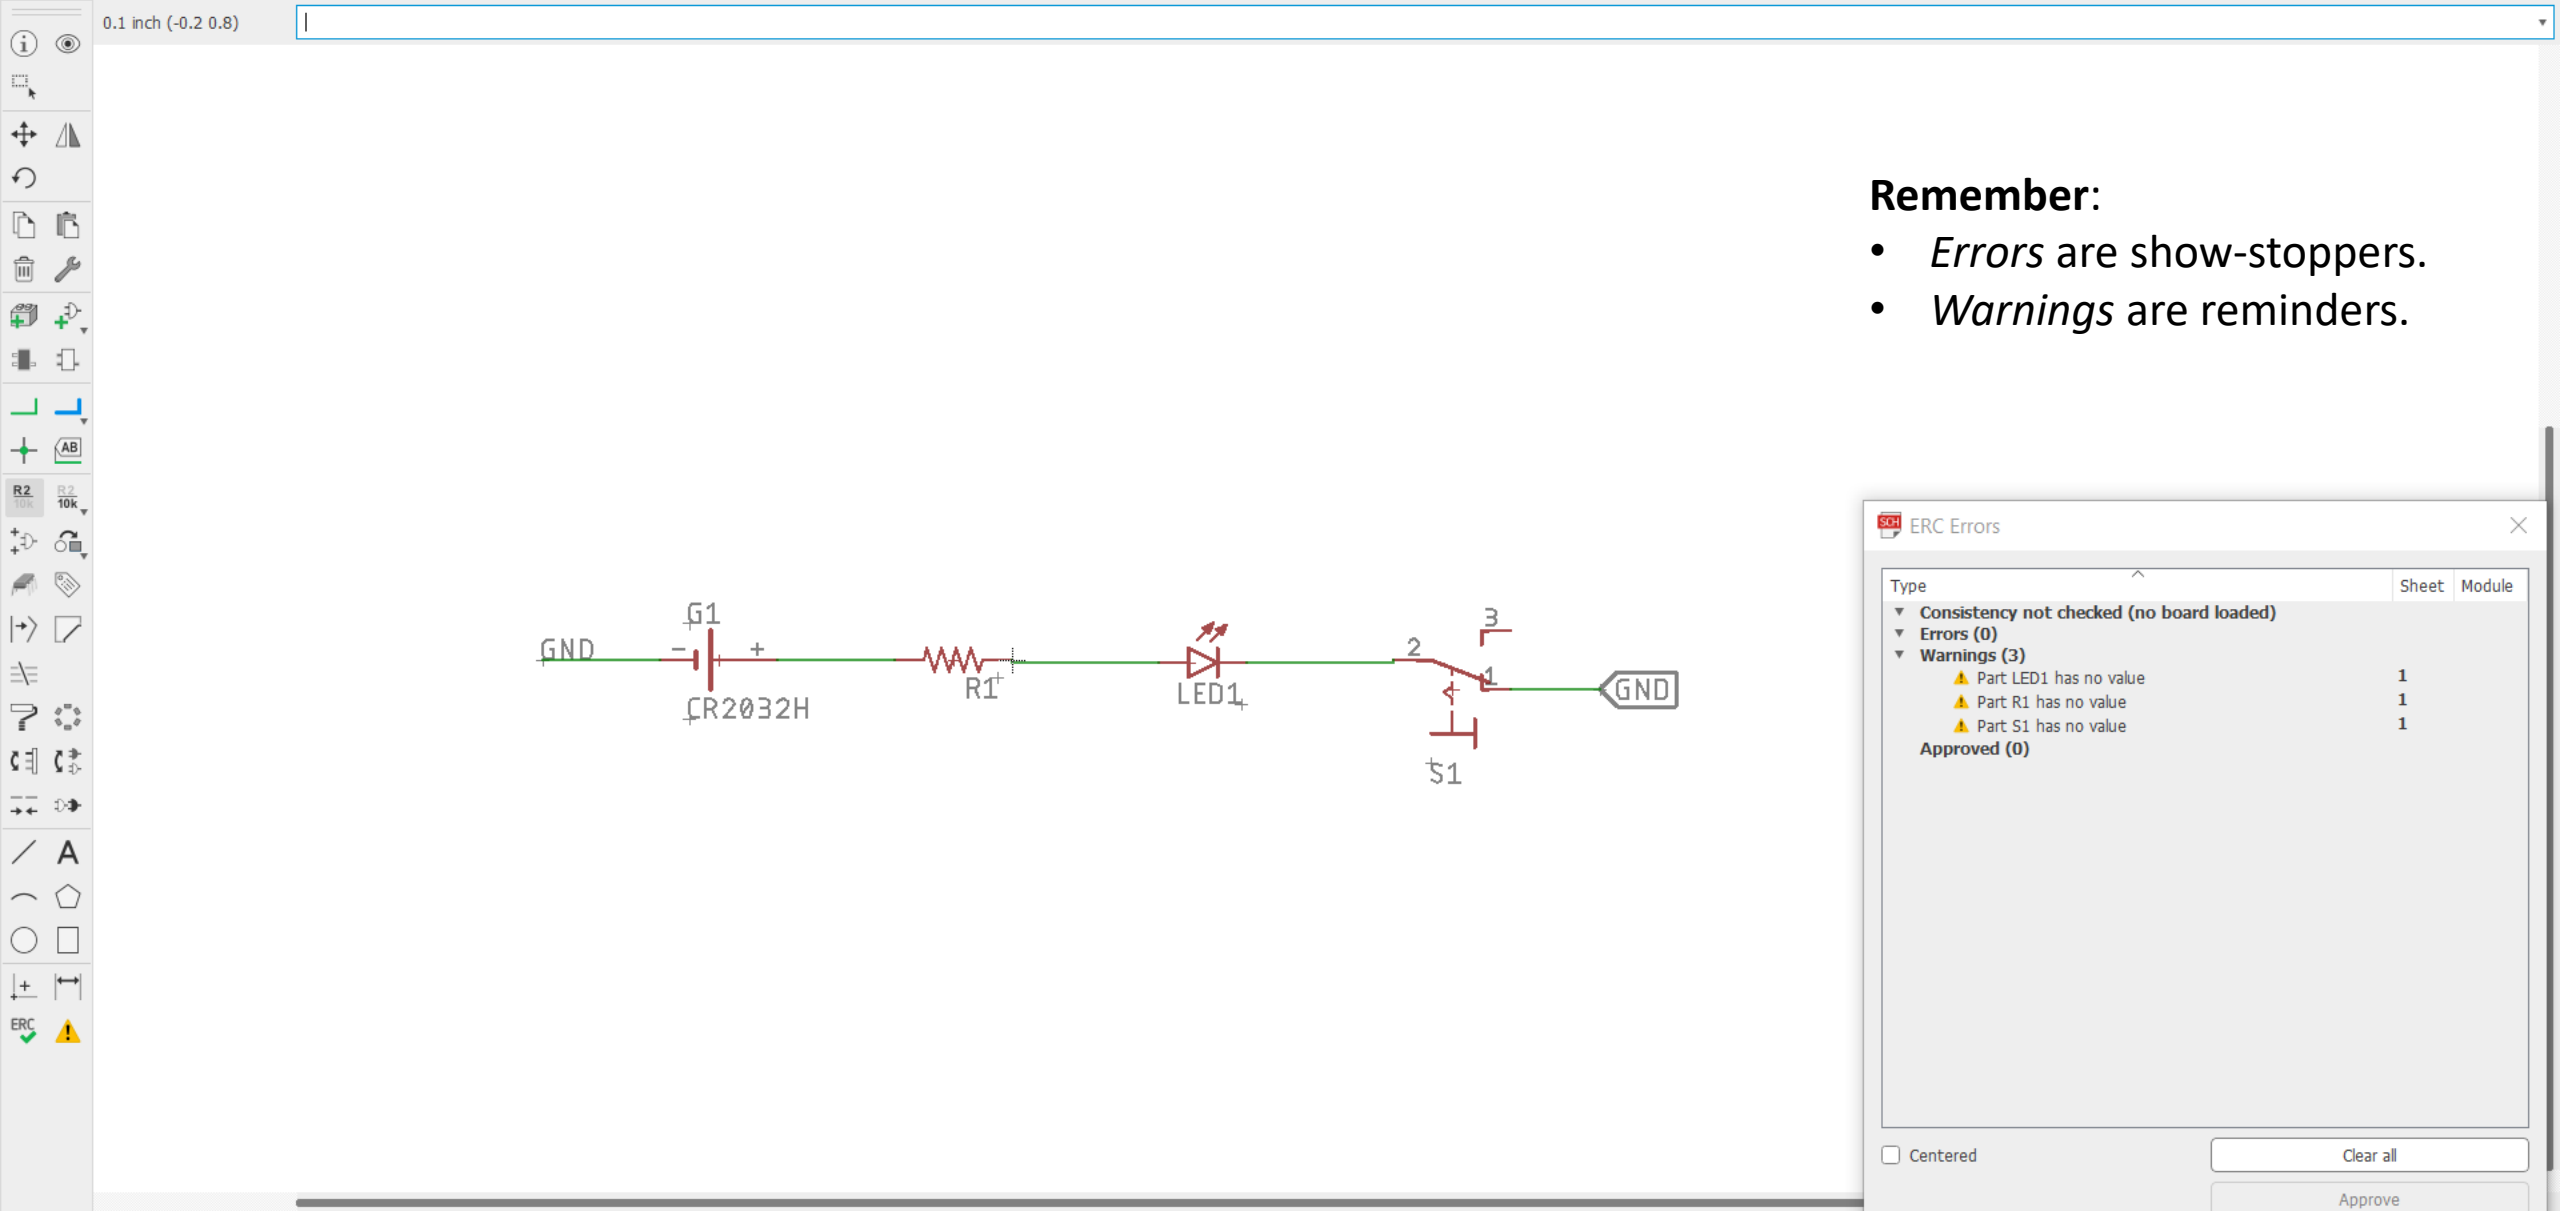 0.1 inch (-0.2 0.8)
Remember:
• Errors are show-stoppers.
• Warnings are reminders.
AB
R2
10k
R2
10k
A
ERC
GND
G1
- +
CR2032H
R1
LED1
2
3
1
S1
GND
SCH ERC Errors
Type Sheet Module
Consistency not checked (no board loaded)
Errors (0)
Warnings (3)
Part LED1 has no value 1
Part R1 has no value 1
Part S1 has no value 1
Approved (0)
Centered
Clear all
Approve